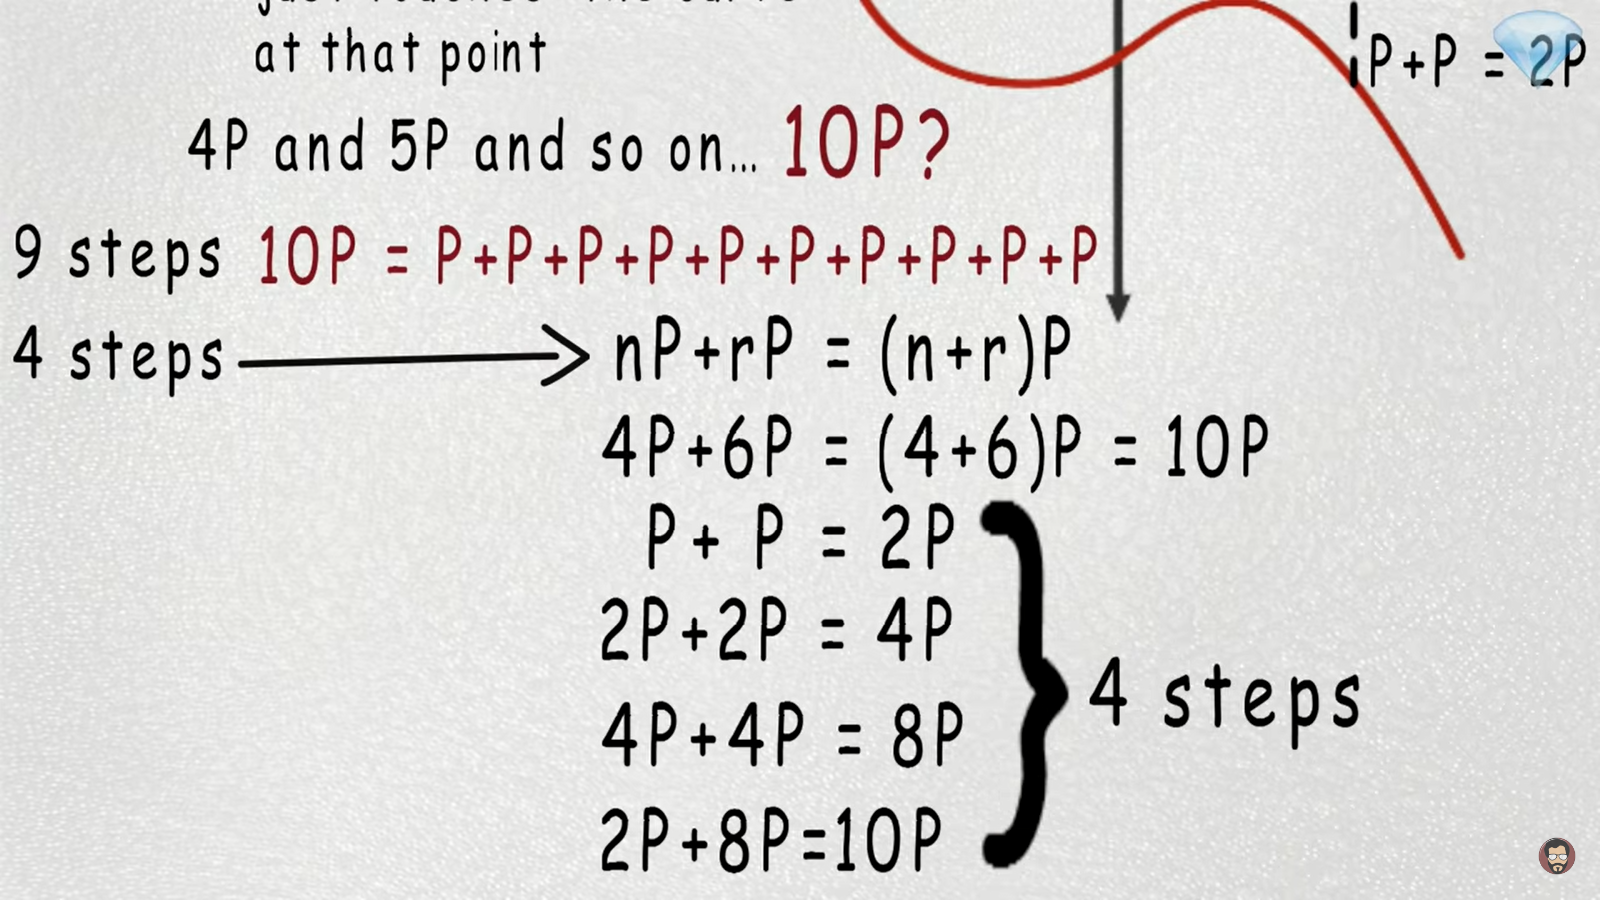 at that point
P+P = 2P
4P and 5P and so on... 10P?
9 steps 10P = P+P+P+P+P+P+P+P+P+P
4 steps nP+rP = (n+r)P
4P+6P = (4+6)P = 10P
P + P = 2P
2P+2P = 4P
4P+4P = 8P
2P+8P=10P
4 steps